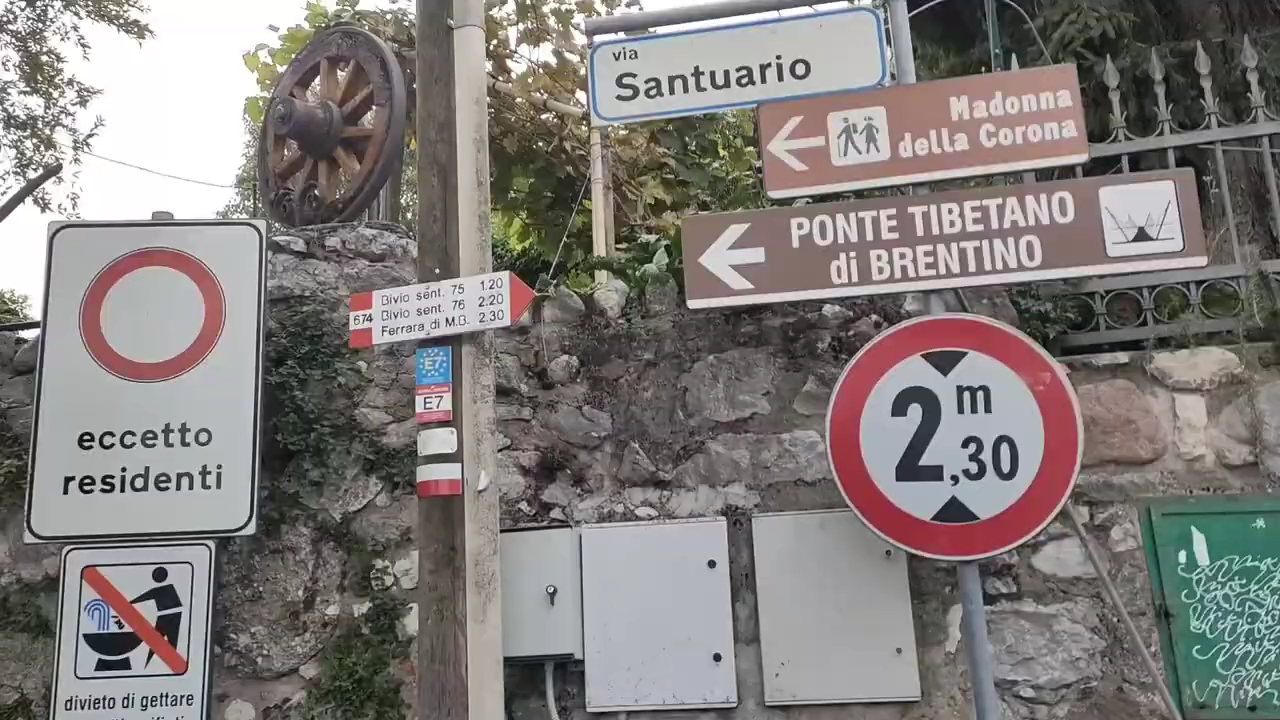 via
Santuario
Madonna
della Corona
PONTE TIBETANO
di BRENTINO
674
Bivio sent. 75 1.20
Bivio sent. 76 2.20
Ferrara di M.B. 2.30
E7
E7
2 m ,30
eccetto
residenti
divieto di gettare